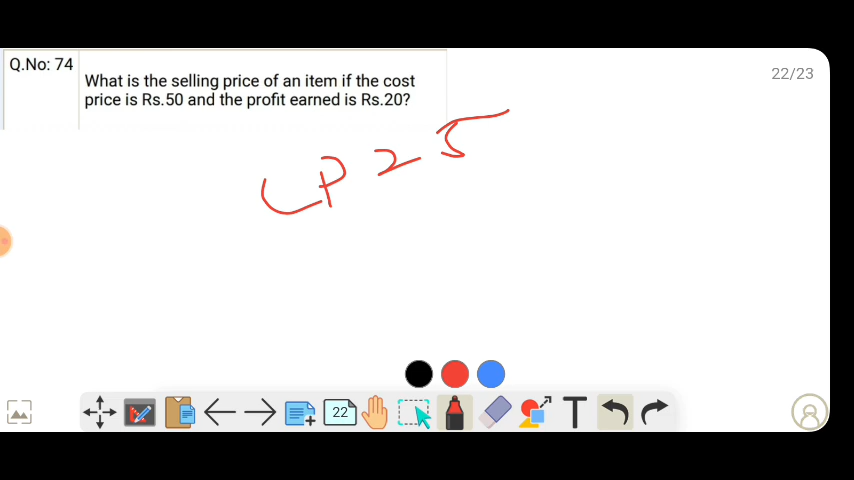 Q.No: 74
What is the selling price of an item if the cost
price is Rs.50 and the profit earned is Rs.20?
22/23
CP 2 5
22
T